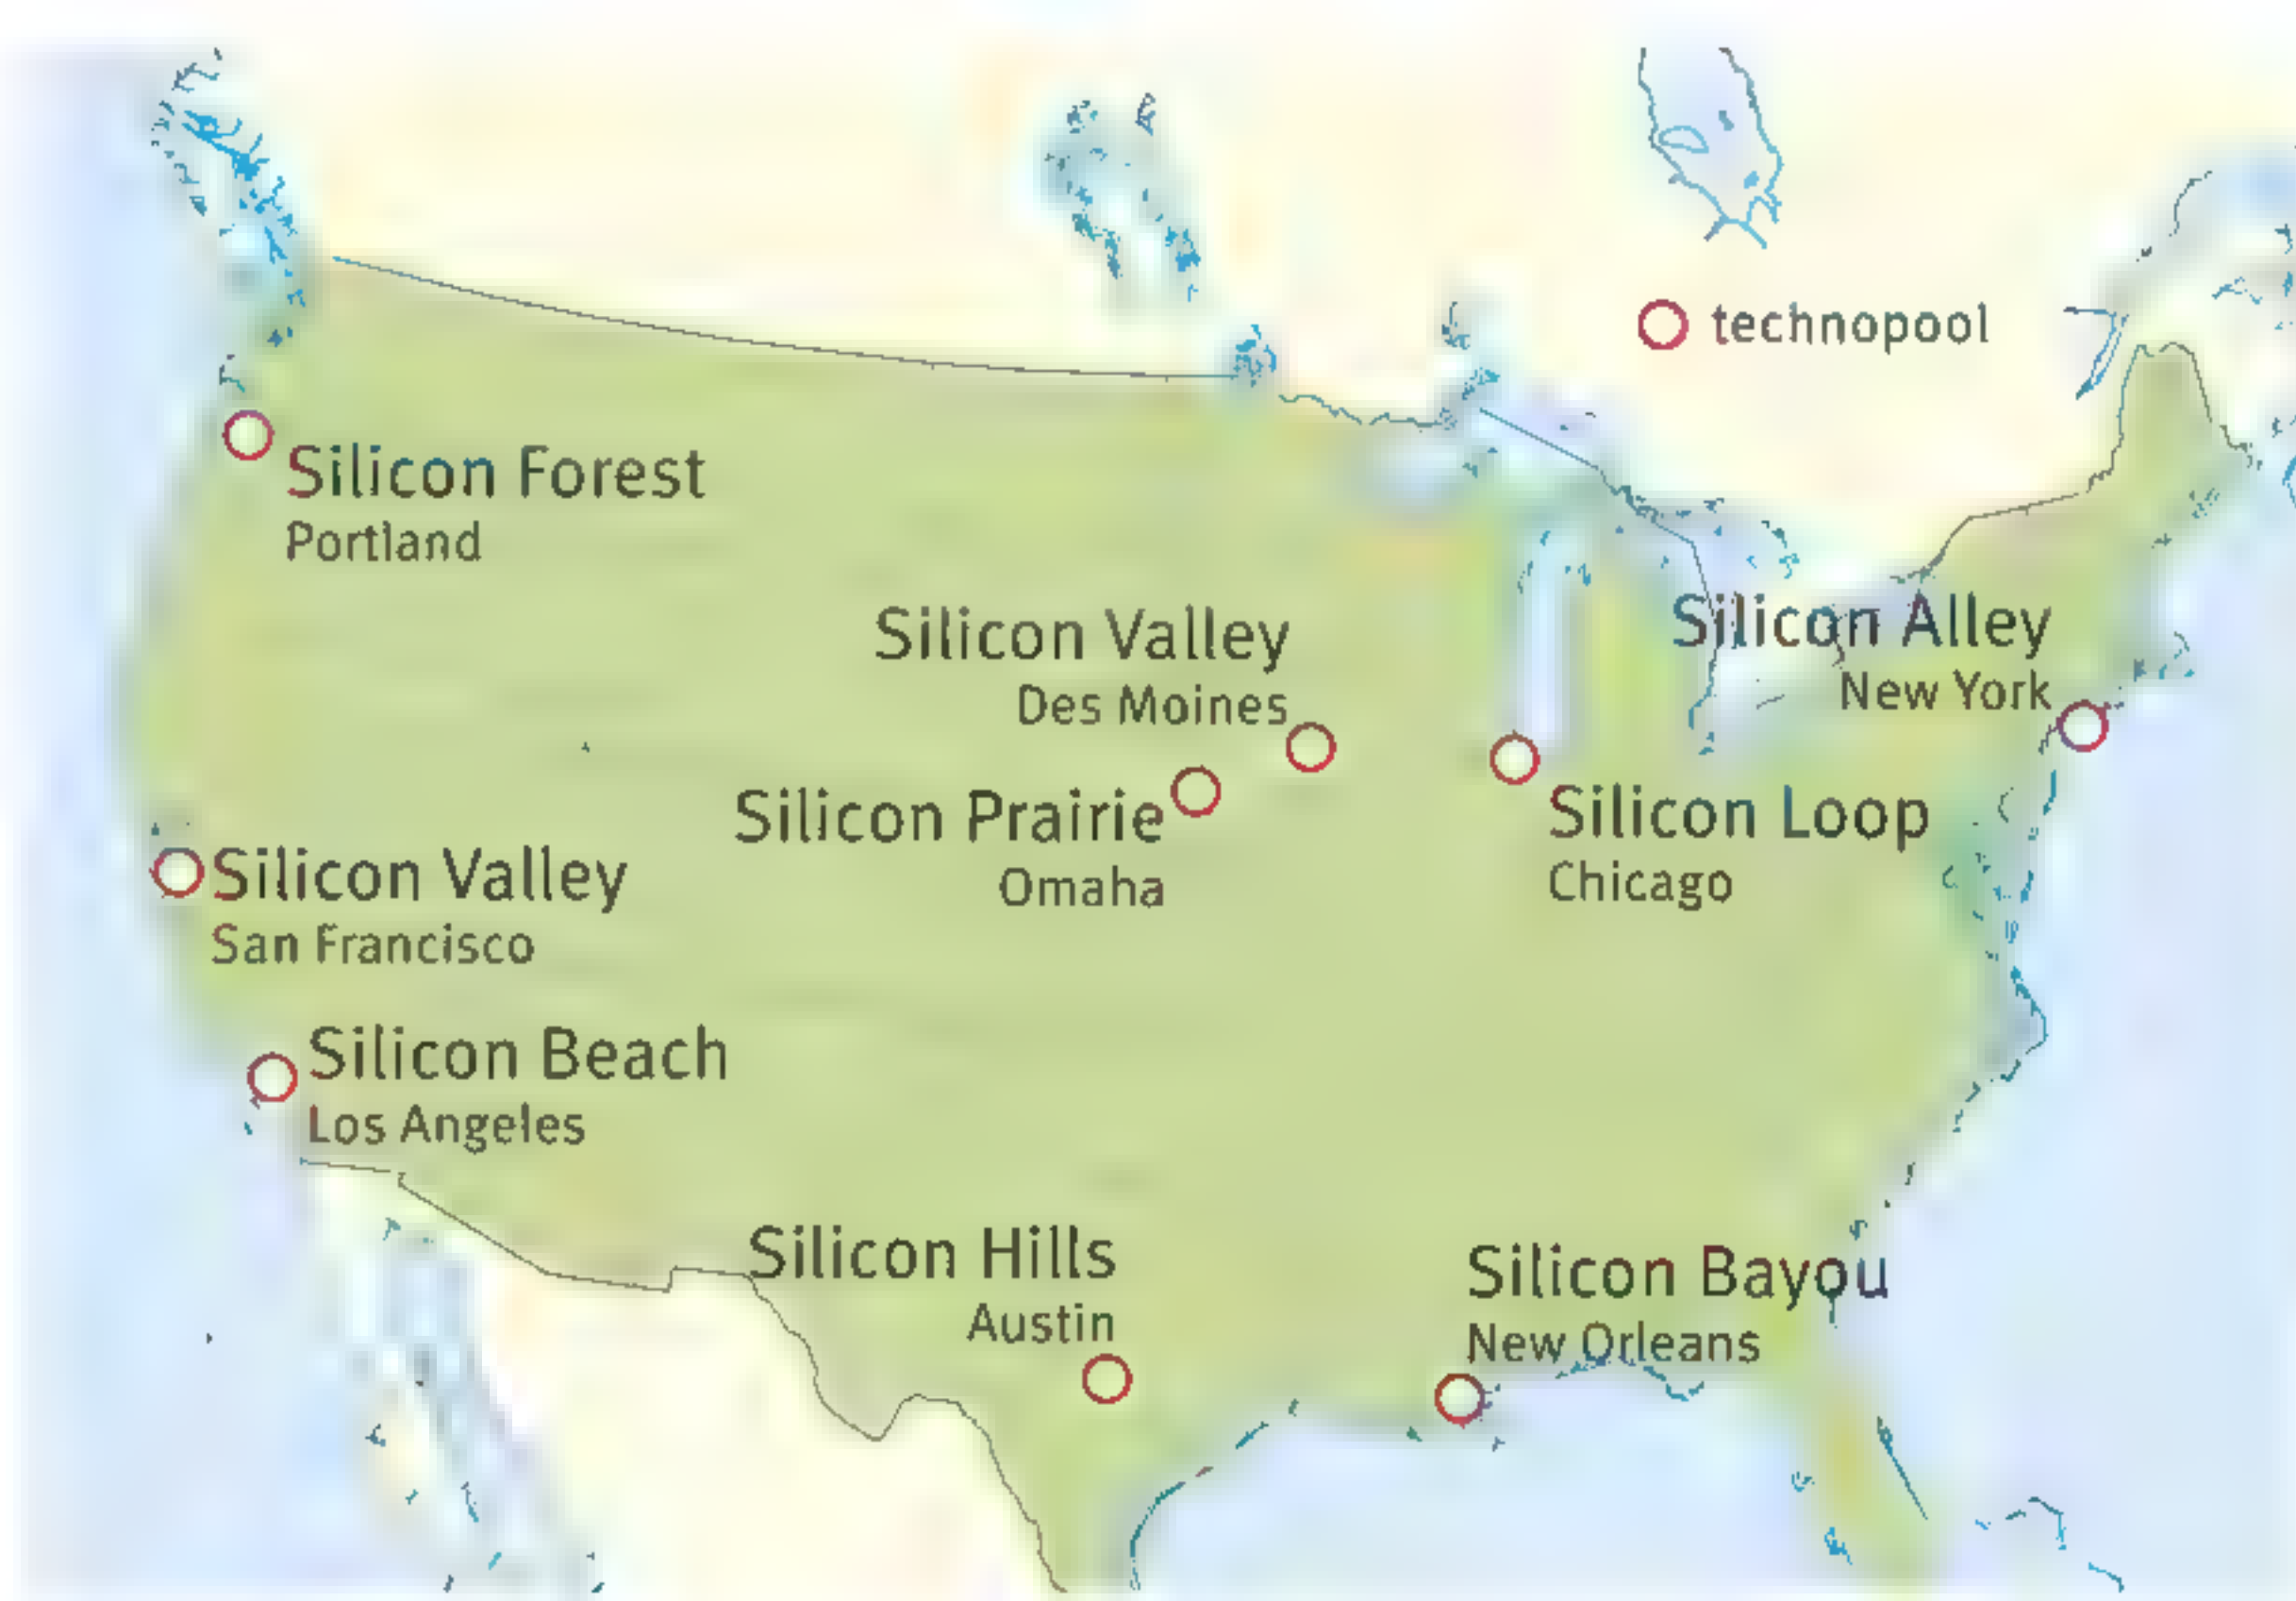 technopool
Silicon Forest
Portland
Silicon Valley
Des Moines
Silicon Alley
New York
Silicon Prairie
Omaha
Silicon Loop
Chicago
Silicon Valley
San Francisco
Silicon Beach
Los Angeles
Silicon Hills
Austin
Silicon Bayou
New Orleans